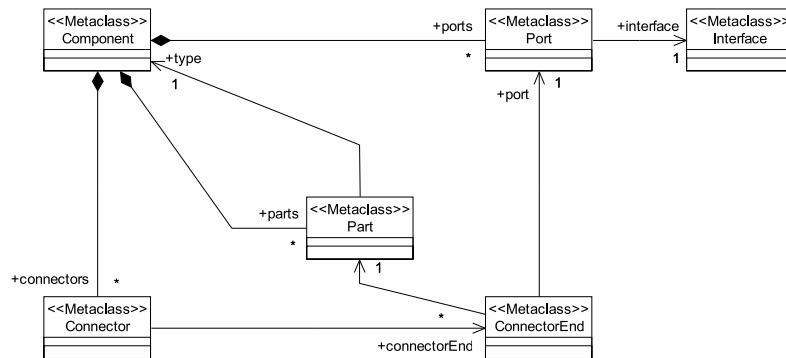 <<Metaclass>>
Component
+ports
*
<<Metaclass>>
Port
+interface
1
<<Metaclass>>
Interface
+type
1
1
+port
+parts
*
<<Metaclass>>
Part
1
+connectors
*
<<Metaclass>>
Connector
*
+connectorEnd
<<Metaclass>>
ConnectorEnd